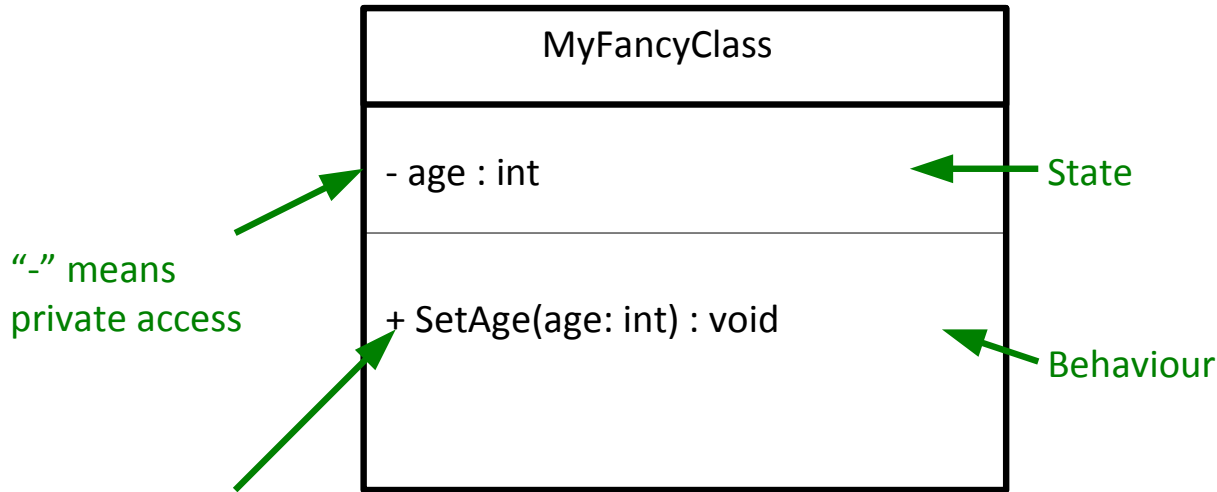 MyFancyClass
- age : int
State
“-” means
private access
+ SetAge(age: int) : void
Behaviour